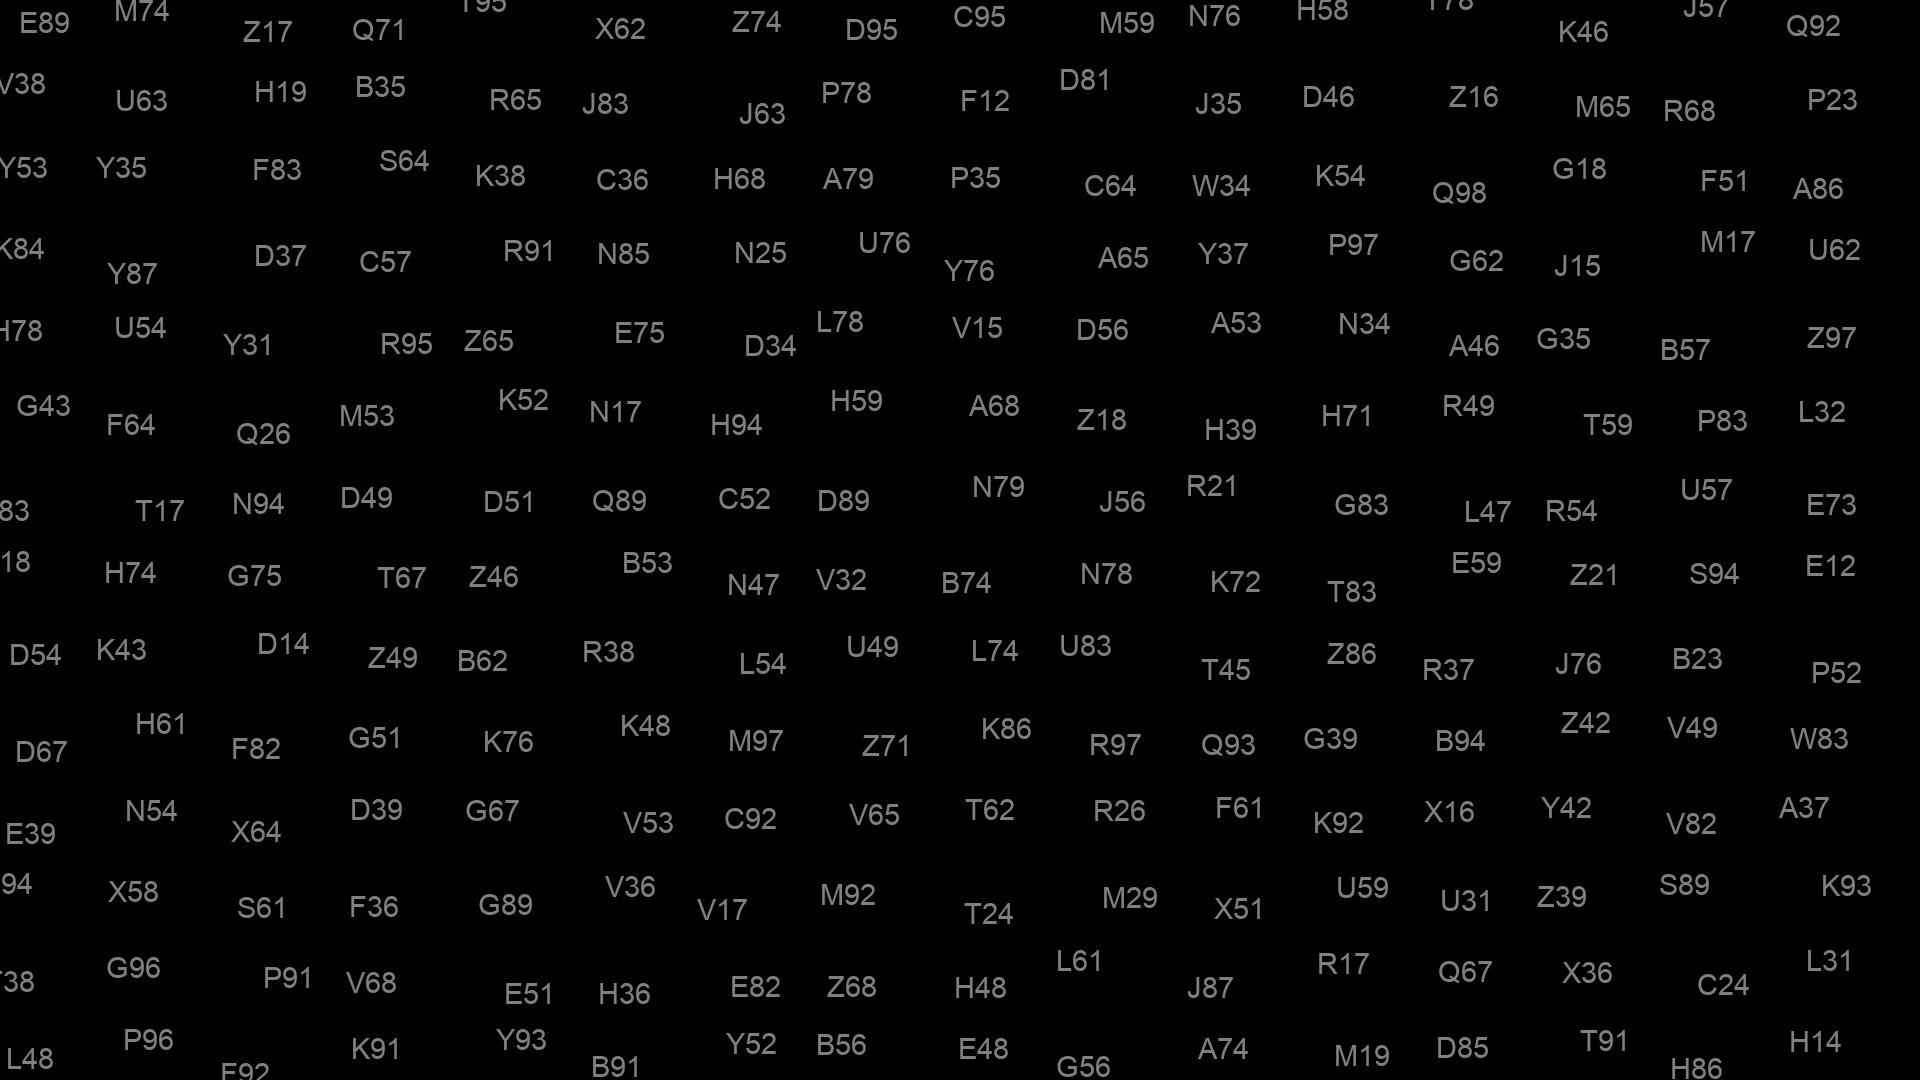 E89 M74 Z17 Q71 T95 X62 Z74 D95 C95 M59 N76 H58 Y78 K46 J57 Q92
V38 U63 H19 B35 R65 J83 J63 P78 F12 D81 J35 D46 Z16 M65 R68 P23
Y53 Y35 F83 S64 K38 C36 H68 A79 P35 C64 W34 K54 Q98 G18 F51 A86
K84 Y87 D37 C57 R91 N85 N25 U76 Y76 A65 Y37 P97 G62 J15 M17 U62
H78 U54 Y31 R95 Z65 E75 D34 L78 V15 D56 A53 N34 A46 G35 B57 Z97
G43 F64 Q26 M53 K52 N17 H94 H59 A68 Z18 H39 H71 R49 T59 P83 L32
83 T17 N94 D49 D51 Q89 C52 D89 N79 J56 R21 G83 L47 R54 U57 E73
18 H74 G75 T67 Z46 B53 N47 V32 B74 N78 K72 T83 E59 Z21 S94 E12
D54 K43 D14 Z49 B62 R38 L54 U49 L74 U83 T45 Z86 R37 J76 B23 P52
D67 H61 F82 G51 K76 K48 M97 Z71 K86 R97 Q93 G39 B94 Z42 V49 W83
E39 N54 X64 D39 G67 V53 C92 V65 T62 R26 F61 K92 X16 Y42 V82 A37
94 X58 S61 F36 G89 V36 V17 M92 T24 M29 X51 U59 U31 Z39 S89 K93
38 G96 P91 V68 E51 H36 E82 Z68 H48 L61 J87 R17 Q67 X36 C24 L31
L48 P96 K91 Y93 B91 Y52 B56 E48 G56 A74 M19 D85 T91 H86 H14